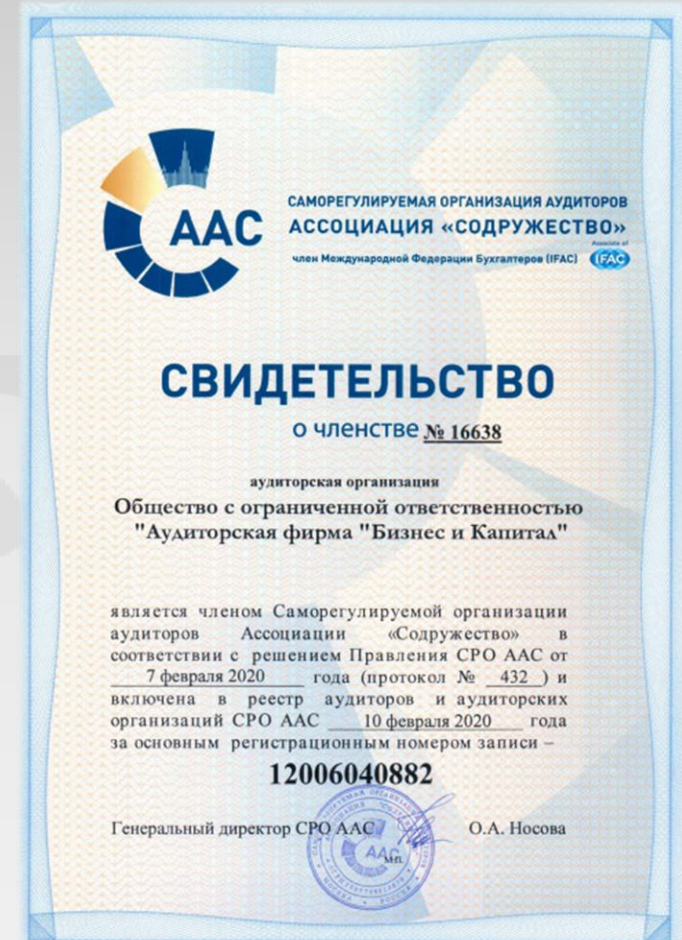 ААС
САМОРЕГУЛИРУЕМАЯ ОРГАНИЗАЦИЯ АУДИТОРОВ
АССОЦИАЦИЯ «СОДРУЖЕСТВО»
Associate of
член Международной Федерации Бухгалтеров (IFAC)
IFAC
СВИДЕТЕЛЬСТВО
о членстве № 16638
аудиторская организация
Общество с ограниченной ответственностью
"Аудиторская фирма "Бизнес и Капитал"
является членом Саморегулируемой организации
аудиторов Ассоциации «Содружество» в
соответствии с решением Правления СРО ААС от
7 февраля 2020 года (протокол № 432 ) и
включена в реестр аудиторов и аудиторских
организаций СРО ААС 10 февраля 2020 года
за основным регистрационным номером записи –
12006040882
Генеральный директор СРО ААС О.А. Носова
ААС
м.п.